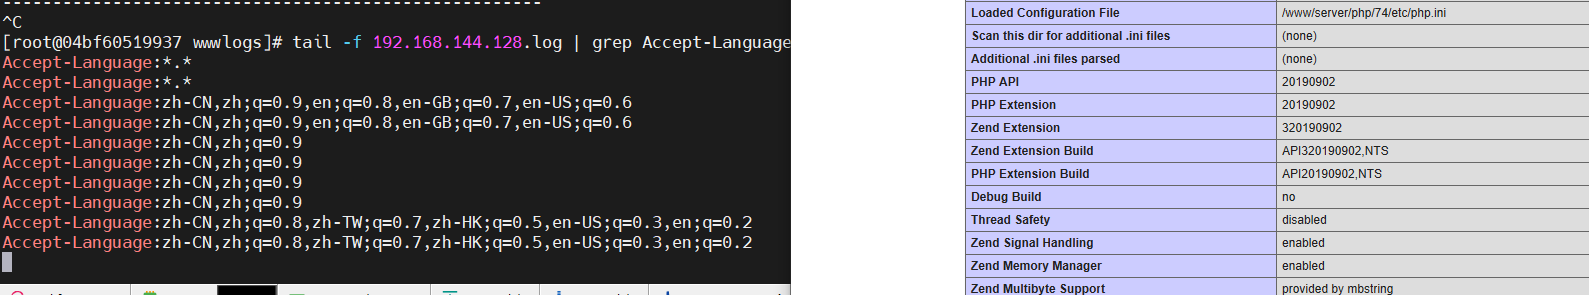 ^C
[root@04bf60519937 wwwlogs]# tail -f 192.168.144.128.log | grep Accept-Language
Accept-Language:*.*
Accept-Language:*.*
Accept-Language:zh-CN,zh;q=0.9,en;q=0.8,en-GB;q=0.7,en-US;q=0.6
Accept-Language:zh-CN,zh;q=0.9,en;q=0.8,en-GB;q=0.7,en-US;q=0.6
Accept-Language:zh-CN,zh;q=0.9
Accept-Language:zh-CN,zh;q=0.9
Accept-Language:zh-CN,zh;q=0.9
Accept-Language:zh-CN,zh;q=0.9
Accept-Language:zh-CN,zh;q=0.8,zh-TW;q=0.7,zh-HK;q=0.5,en-US;q=0.3,en;q=0.2
Accept-Language:zh-CN,zh;q=0.8,zh-TW;q=0.7,zh-HK;q=0.5,en-US;q=0.3,en;q=0.2
Loaded Configuration File /www/server/php/74/etc/php.ini
Scan this dir for additional .ini files (none)
Additional .ini files parsed (none)
PHP API 20190902
PHP Extension 20190902
Zend Extension 320190902
Zend Extension Build API320190902,NTS
PHP Extension Build API20190902,NTS
Debug Build no
Thread Safety disabled
Zend Signal Handling enabled
Zend Memory Manager enabled
Zend Multibyte Support provided by mbstring